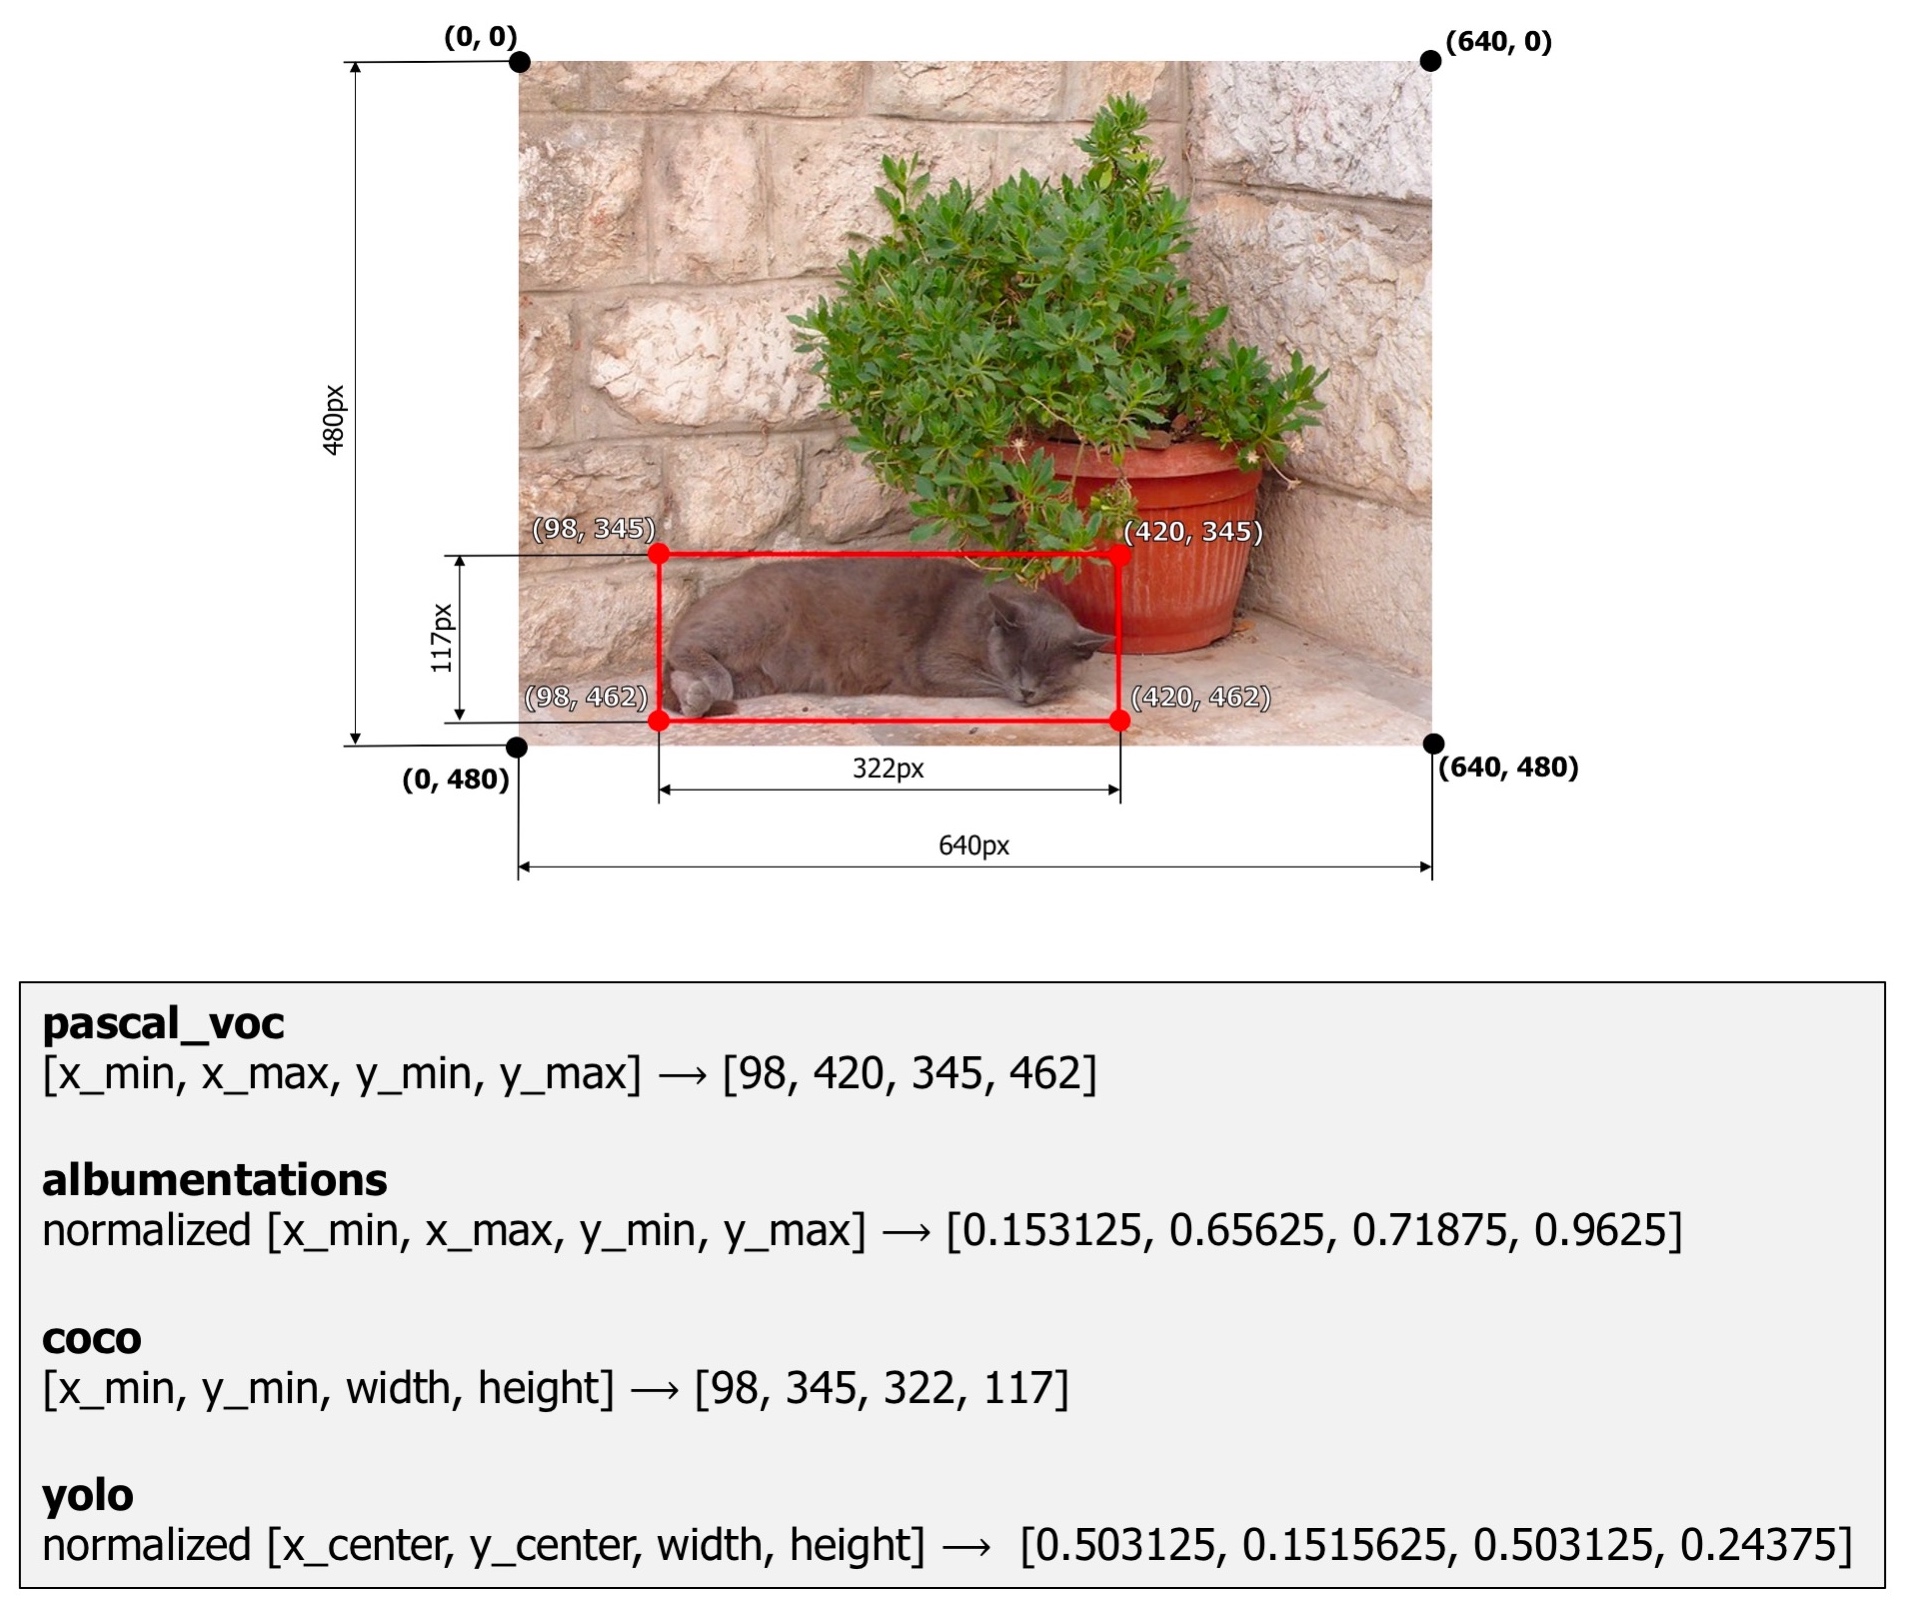 (0, 0)
(640, 0)
480px
(98, 345)
(420, 345)
117px
(98, 462)
(420, 462)
(0, 480)
322px
(640, 480)
640px
pascal_voc
[x_min, x_max, y_min, y_max] → [98, 420, 345, 462]
albumentations
normalized [x_min, x_max, y_min, y_max] → [0.153125, 0.65625, 0.71875, 0.9625]
coco
[x_min, y_min, width, height] → [98, 345, 322, 117]
yolo
normalized [x_center, y_center, width, height] → [0.503125, 0.1515625, 0.503125, 0.24375]